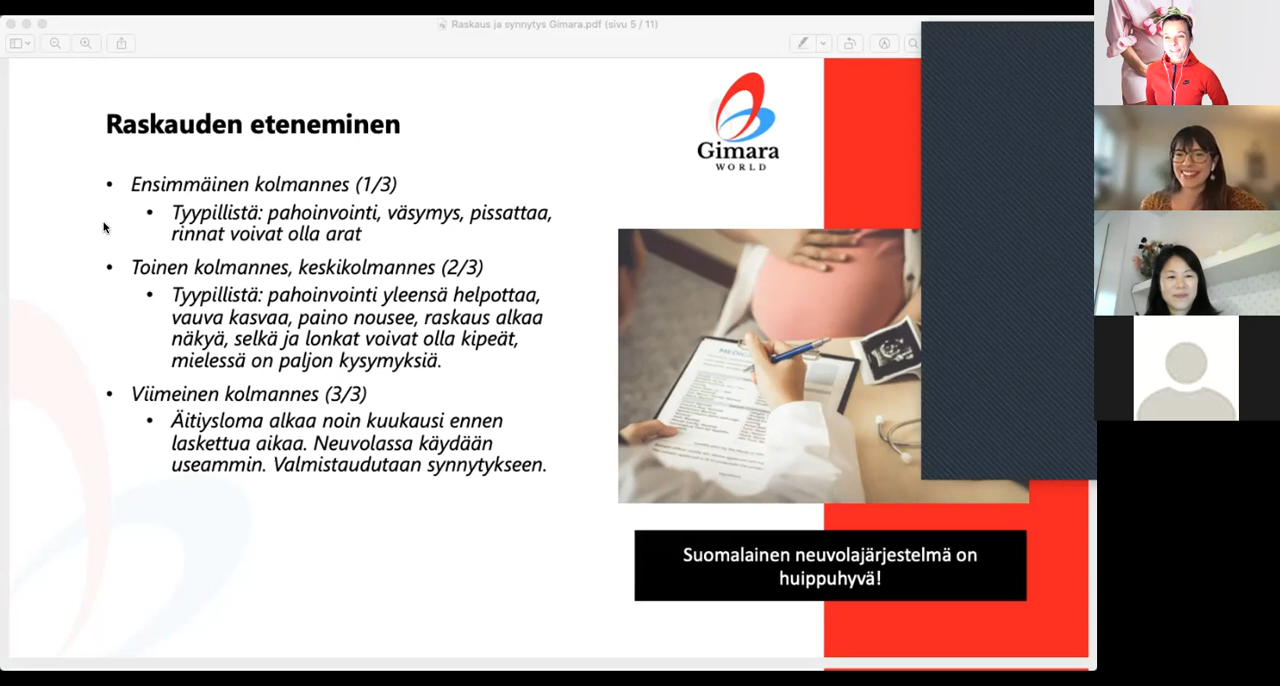 Raskaus ja synnytys Gimara.pdf (sivu 5 / 11)
Raskauden eteneminen
Gimara
WORLD
• Ensimmäinen kolmannes (1/3)
• Tyypillistä: pahoinvointi, väsymys, pissattaa,
rinnat voivat olla arat
• Toinen kolmannes, keskikolmannes (2/3)
• Tyypillistä: pahoinvointi yleensä helpottaa,
vauva kasvaa, paino nousee, raskaus alkaa
näkyä, selkä ja lonkat voivat olla kipeät,
mielessä on paljon kysymyksiä.
• Viimeinen kolmannes (3/3)
• Äitiysloma alkaa noin kuukausi ennen
laskettua aikaa. Neuvolassa käydään
useammin. Valmistaudutaan synnytykseen.
Suomalainen neuvolajärjestelmä on
huippuhyvä!